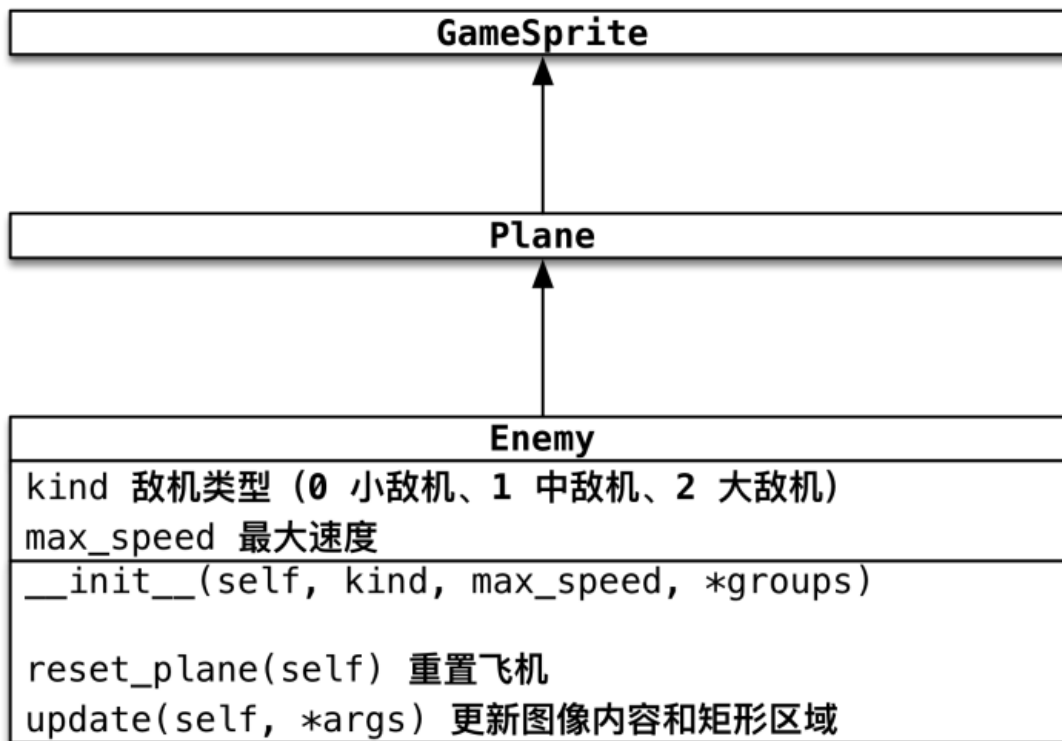 GameSprite
Plane
Enemy
kind 敌机类型（0 小敌机、1 中敌机、2 大敌机）
max_speed 最大速度
__init__(self, kind, max_speed, *groups)
reset_plane(self) 重置飞机
update(self, *args) 更新图像内容和矩形区域